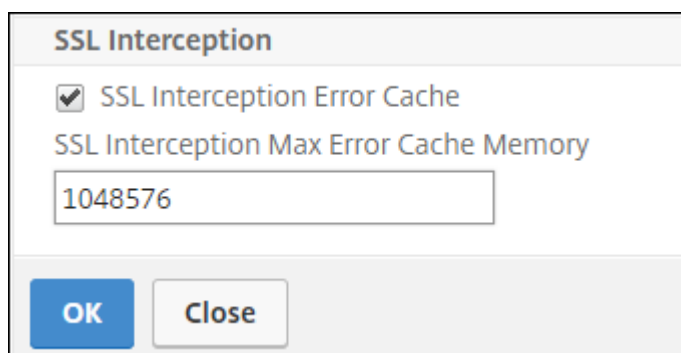 SSL Interception
SSL Interception Error Cache
SSL Interception Max Error Cache Memory
1048576
OK Close